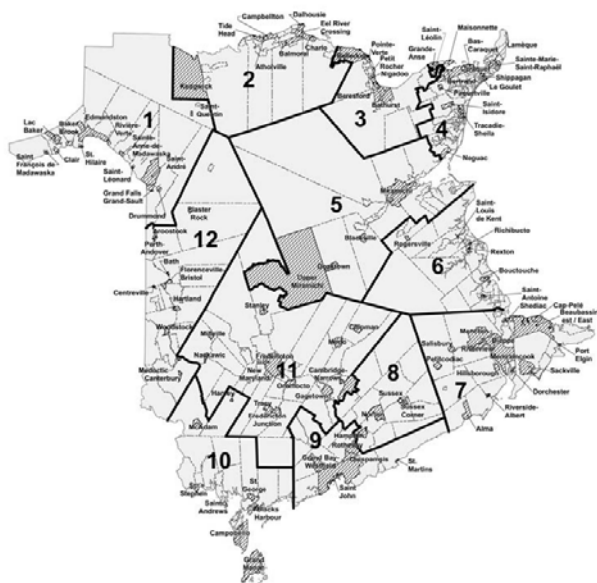 Dalhousie
Campbellton
Eel River
Crossing
Tide
Head
Charlo
Balmoral
Atholville
Pointe-
Verte
Petit
Rocher
Nigadoo
Beresford
Bathurst
Saint-
Léolin
Grande-
Anse
Maisonnette
Bas-
Caraquet
Lamèque
Sainte-Marie-
Saint-Raphaël
Shippagan
Le Goulet
Bertrand
Paquetville
Saint-
Isidore
Tracadie-
Sheila
Neguac
Kedgwick
Saint-
Quentin
2
3
4
1
Lac
Baker
Baker
Brook
Edmundston
Rivière-
Verte
Sainte-
Anne-de-
Madawaska
Saint-
André
Saint
François de
Madawaska
Clair
St.
Hilaire
Saint-
Léonard
Grand Falls
Grand-Sault
Drummond
Plaster
Rock
Aroostook
Perth-
Andover
12
5
Miramichi
Blackville
Rogersville
Saint-
Louis
de Kent
Richibucto
Rexton
6
Bouctouche
Saint-
Antoine
Shediac
Cap-Pelé
Beaubassin
est / East
Upper
Miramichi
Doaktown
Bath
Florenceville
Bristol
Centreville
Hartland
Stanley
Woodstock
Millville
Nackawic
Meductic
Canterbury
Chipman
Minto
Fredericton
New
Maryland
11
Oromocto
Cambridge-
Narrows
Gagetown
Harvey
Tracy
Fredericton
Junction
McAdam
8
Sussex
Sussex
Corner
Norton
Salisbury
Petitcodiac
Moncton
Dieppe
Riverview
Memramcook
Hillsborough
7
Port
Elgin
Sackville
Dorchester
Riverside-
Albert
Alma
9
Hampton
Rothesay
Quispamsis
Grand Bay
Westfield
St.
Martins
Saint
John
10
St.
Stephen
St.
George
Saint
Andrews
Blacks
Harbour
Campobello
Grand
Manan